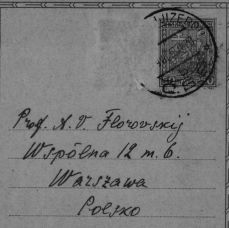 Prof. A. V. Florovskij
Wspólna 12 m. 6.
Warszawa
Polsko